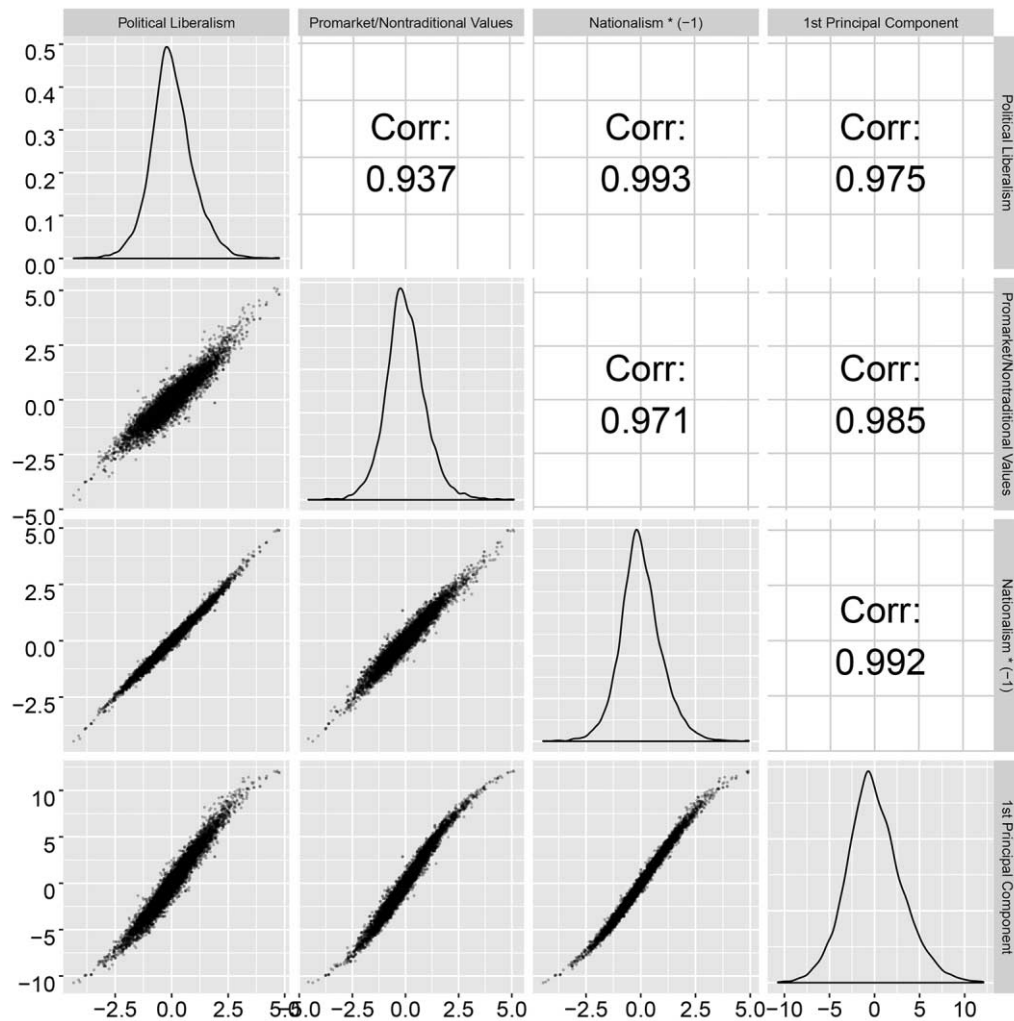 Political Liberalism
Promarket/Nontraditional Values
Nationalism * (−1)
1st Principal Component
0.5
0.4
0.3
0.2
0.1
0.0
Corr:
0.937
Corr:
0.993
Corr:
0.975
Political Liberalism
5.0
2.5
0.0
−2.5
−5.0
Corr:
0.971
Corr:
0.985
Promarket/Nontraditional Values
5.0
2.5
0.0
−2.5
Corr:
0.992
Nationalism * (−1)
10
5
0
−5
−10
1st Principal Component
−2.5 0.0 2.5 5.0
−5.0 −2.5 0.0 2.5 5.0
−2.5 0.0 2.5 5.0
−10 −5 0 5 10